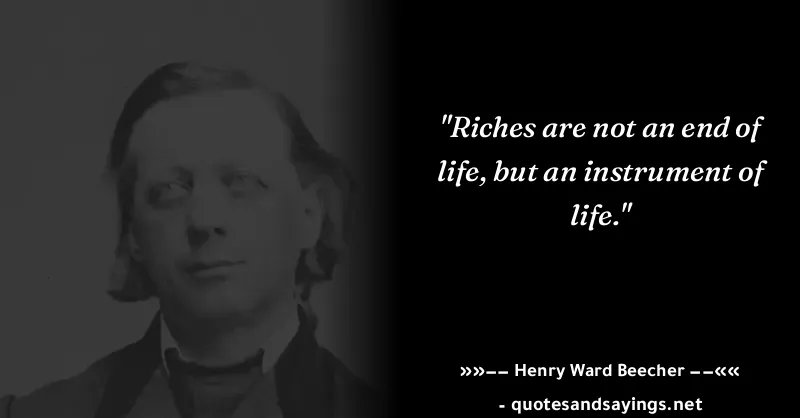 "Riches are not an end of
life, but an instrument of
life."
»»−− Henry Ward Beecher −−««
- quotesandsayings.net